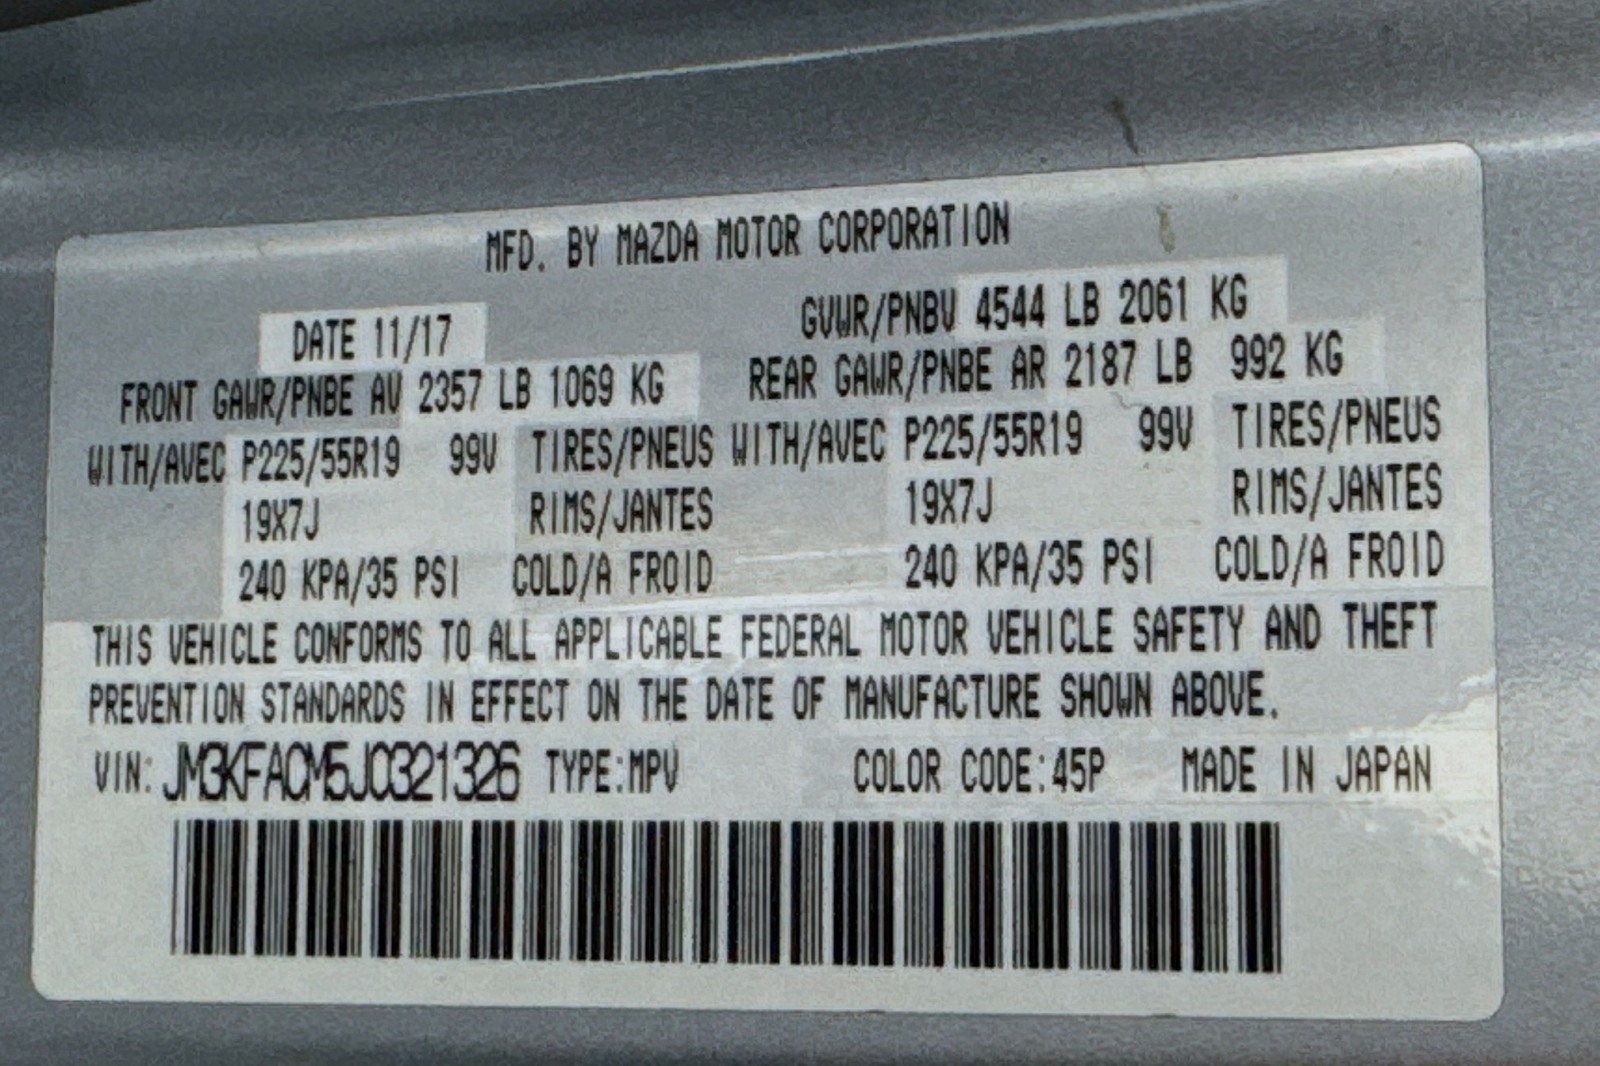 MFD. BY MAZDA MOTOR CORPORATION
DATE 11/17 GVWR/PNBV 4544 LB 2061 KG
FRONT GAWR/PNBE AV 2357 LB 1069 KG REAR GAWR/PNBE AR 2187 LB 992 KG
WITH/AVEC P225/55R19 99V TIRES/PNEUS WITH/AVEC P225/55R19 99V TIRES/PNEUS
19X7J RIMS/JANTES 19X7J RIMS/JANTES
240 KPA/35 PSI COLD/A FROID 240 KPA/35 PSI COLD/A FROID
THIS VEHICLE CONFORMS TO ALL APPLICABLE FEDERAL MOTOR VEHICLE SAFETY AND THEFT
PREVENTION STANDARDS IN EFFECT ON THE DATE OF MANUFACTURE SHOWN ABOVE.
VIN: JM3KFACM5J0321326 TYPE:MPV COLOR CODE:45P MADE IN JAPAN